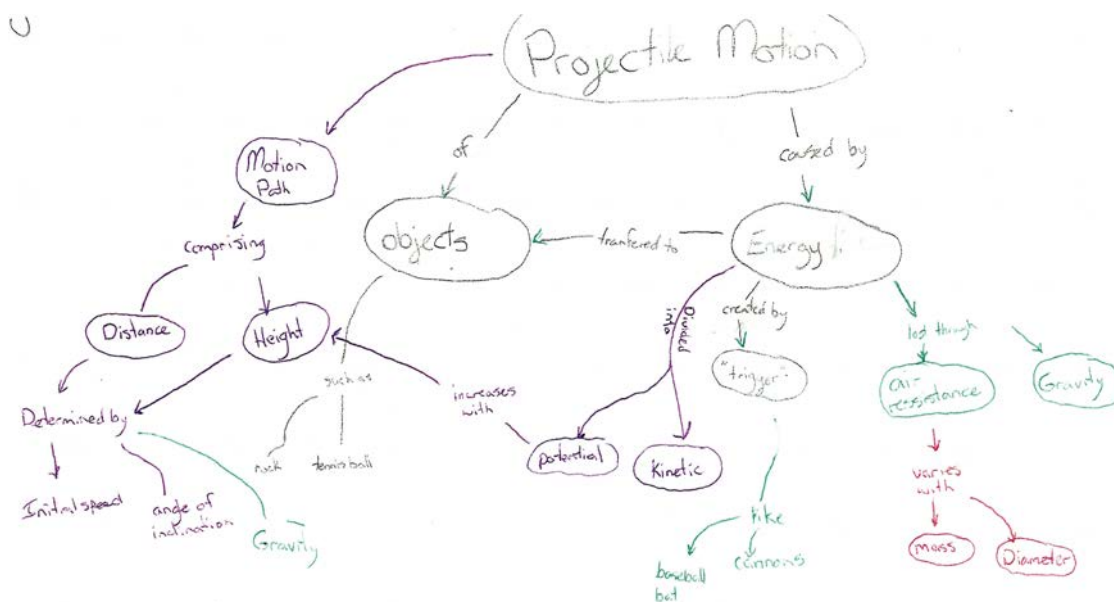 Projectile Motion
of
caused by
Motion
Path
objects
tranfered to
Energy
comprising
Distance
Height
Divided
into
created by
lost through
"trigger"
air
ressistance
Gravity
such as
increases
with
Determined by
rock
tennis ball
potential
Kinetic
varies
with
Initial speed
angle of
inclination
Gravity
like
mass
Diameter
baseball
bat
cannons